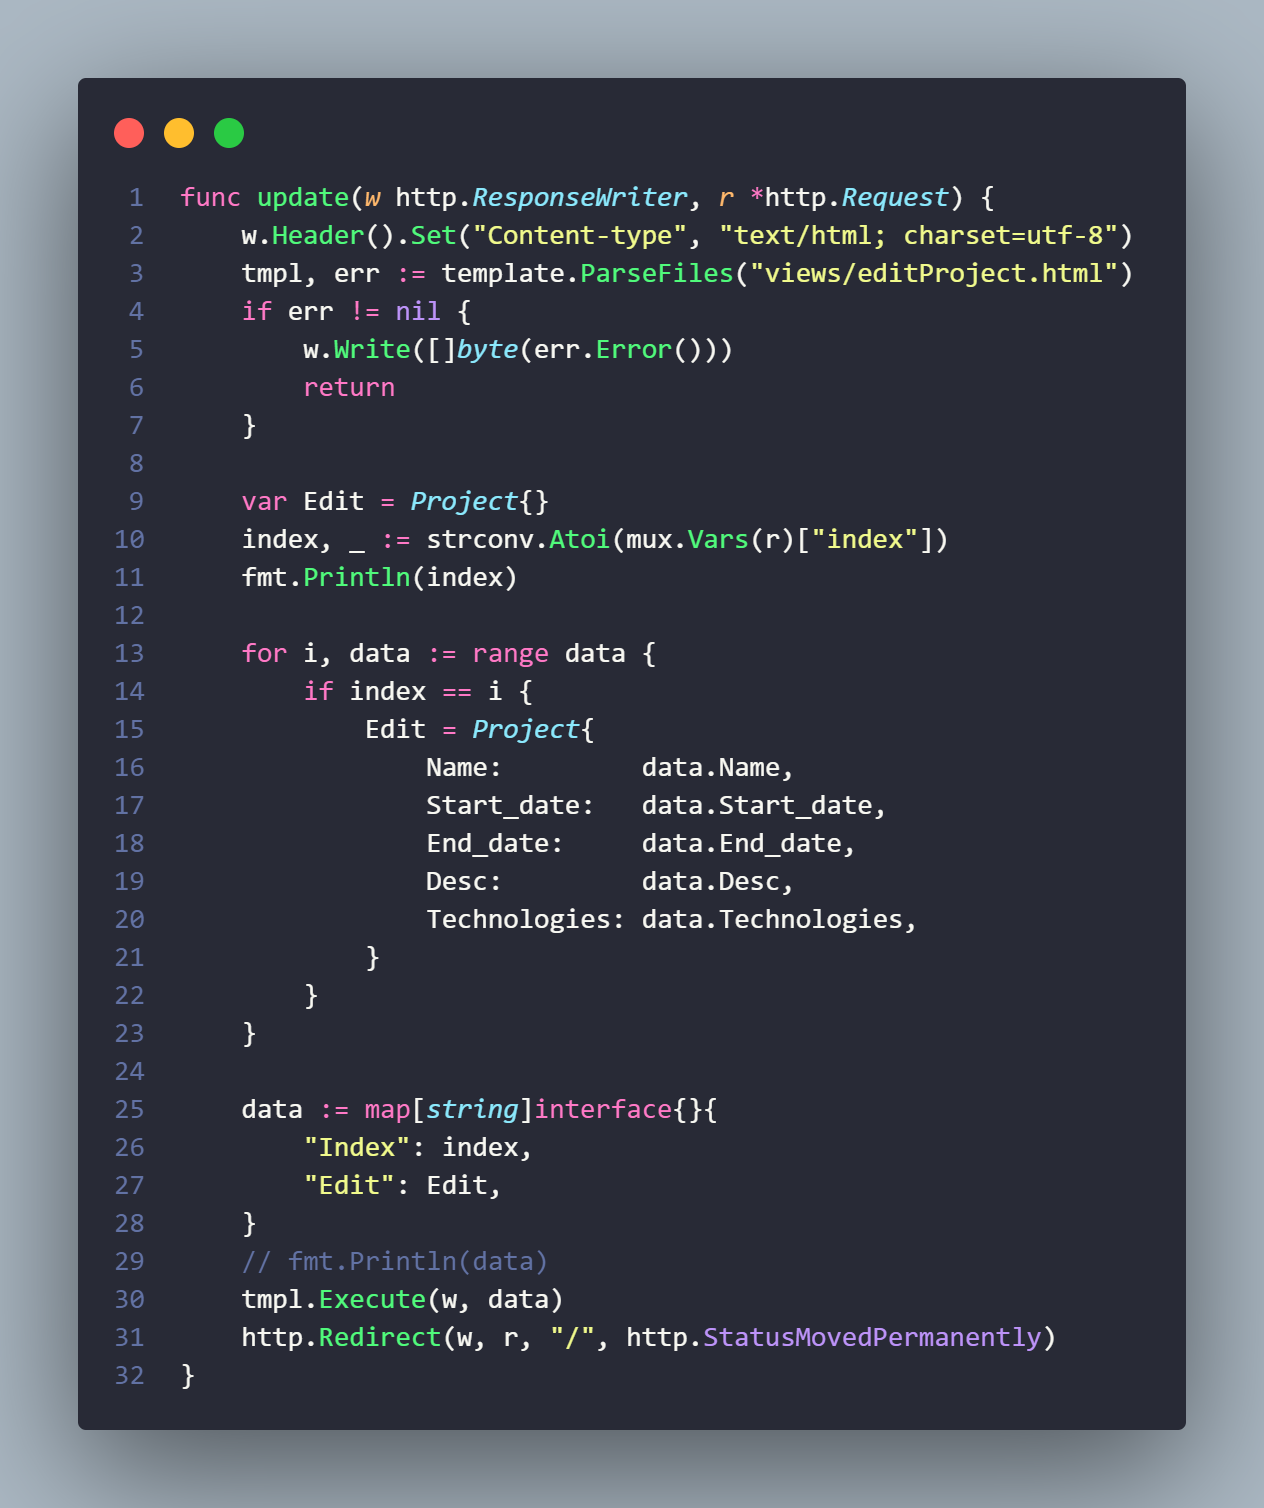 1 func update(w http.ResponseWriter, r *http.Request) {
2     w.Header().Set("Content-type", "text/html; charset=utf-8")
3     tmpl, err := template.ParseFiles("views/editProject.html")
4     if err != nil {
5         w.Write([]byte(err.Error()))
6         return
7     }
8
9     var Edit = Project{}
10     index, _ := strconv.Atoi(mux.Vars(r)["index"])
11     fmt.Println(index)
12
13     for i, data := range data {
14         if index == i {
15             Edit = Project{
16                 Name:         data.Name,
17                 Start_date:   data.Start_date,
18                 End_date:     data.End_date,
19                 Desc:         data.Desc,
20                 Technologies: data.Technologies,
21             }
22         }
23     }
24
25     data := map[string]interface{}{
26         "Index": index,
27         "Edit": Edit,
28     }
29     // fmt.Println(data)
30     tmpl.Execute(w, data)
31     http.Redirect(w, r, "/", http.StatusMovedPermanently)
32 }